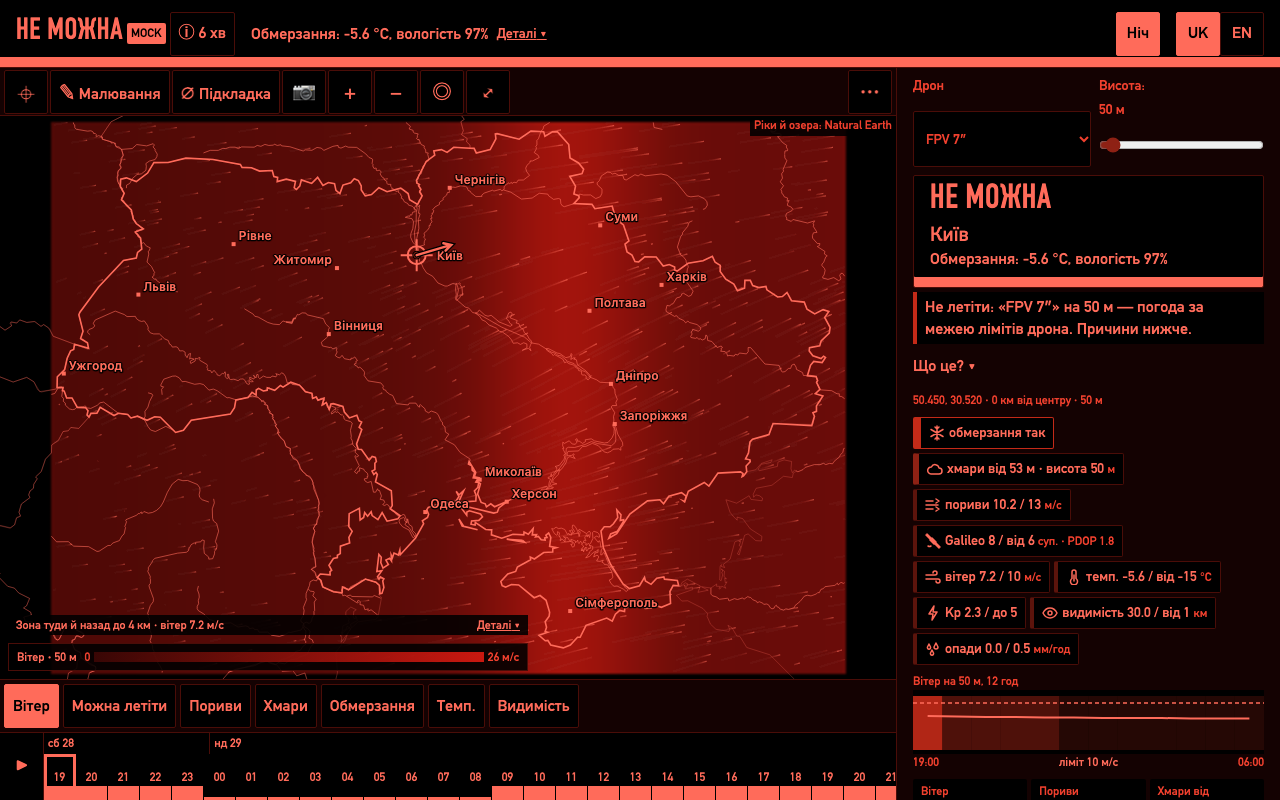 НЕ МОЖНА МОСК ⓘ 6 хв Обмерзання: -5.6 °C, вологість 97% Деталі ▾ Ніч UK EN
✎ Малювання ∅ Підкладка + − ...
Ріки й озера: Natural Earth
Чернігів
Суми
Рівне
Житомир
Київ
Харків
Львів
Полтава
Вінниця
Ужгород
Дніпро
Запоріжжя
Миколаїв
Херсон
Одеса
Сімферополь
Зона туди й назад до 4 км · вітер 7.2 м/с Деталі ▾
Вітер · 50 м 0 26 м/с
Вітер Можна летіти Пориви Хмари Обмерзання Темп. Видимість
сб 28 нд 29
▶ 19 20 21 22 23 00 01 02 03 04 05 06 07 08 09 10 11 12 13 14 15 16 17 18 19 20 21
Дрон Висота:
50 м
FPV 7″
НЕ МОЖНА
Київ
Обмерзання: -5.6 °C, вологість 97%
Не летіти: «FPV 7″» на 50 м — погода за
межею лімітів дрона. Причини нижче.
Що це? ▾
50.450, 30.520 · 0 км від центру · 50 м
обмерзання так
хмари від 53 м · висота 50 м
пориви 10.2 / 13 м/с
Galileo 8 / від 6 суп. · PDOP 1.8
вітер 7.2 / 10 м/с темп. -5.6 / від -15 °C
Kp 2.3 / до 5 видимість 30.0 / від 1 км
опади 0.0 / 0.5 мм/год
Вітер на 50 м, 12 год
19:00 ліміт 10 м/с 06:00
Вітер Пориви Хмари від